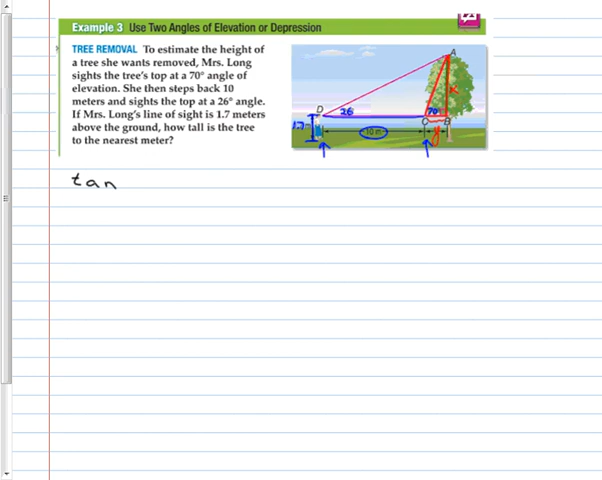 Example 3 Use Two Angles of Elevation or Depression
TREE REMOVAL To estimate the height of
a tree she wants removed, Mrs. Long
sights the tree's top at a 70° angle of
elevation. She then steps back 10
meters and sights the top at a 26° angle.
If Mrs. Long's line of sight is 1.7 meters
above the ground, how tall is the tree
to the nearest meter?
A
x
D
26
70
C
B
1.7
10 m
y
tan